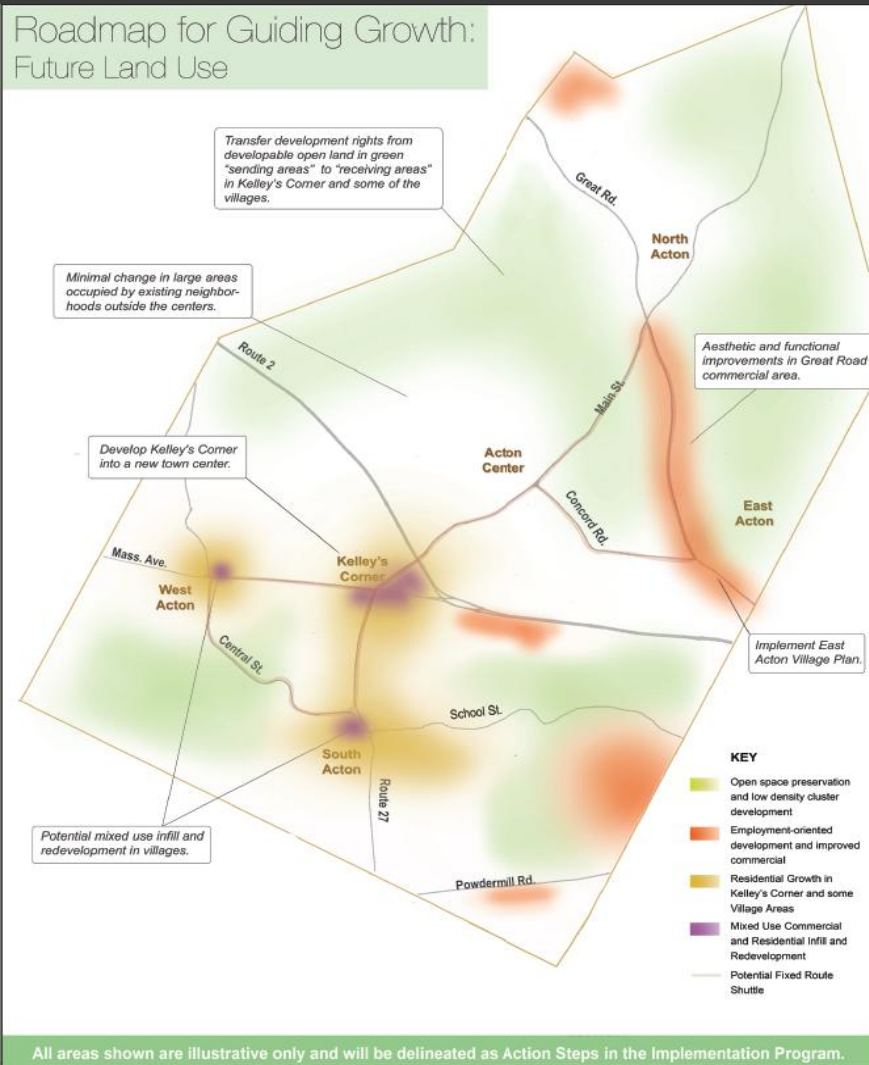 Roadmap for Guiding Growth:
Future Land Use
Transfer development rights from
developable open land in green
"sending areas" to "receiving areas"
in Kelley's Corner and some of the
villages.
Great Rd.
North
Acton
Minimal change in large areas
occupied by existing neighbor-
hoods outside the centers.
Route 2
Aesthetic and functional
improvements in Great Road
commercial area.
Main St.
Develop Kelley's Corner
into a new town center.
Acton
Center
Concord Rd.
East
Acton
Mass. Ave.
Kelley's
Corner
West
Acton
Implement East
Acton Village Plan.
Central St.
School St.
South
Acton
Route 27
Potential mixed use infill and
redevelopment in villages.
Powdermill Rd.
KEY
Open space preservation
and low density cluster
development
Employment-oriented
development and improved
commercial
Residential Growth in
Kelley's Corner and some
Village Areas
Mixed Use Commercial
and Residential Infill and
Redevelopment
Potential Fixed Route
Shuttle
All areas shown are illustrative only and will be delineated as Action Steps in the Implementation Program.